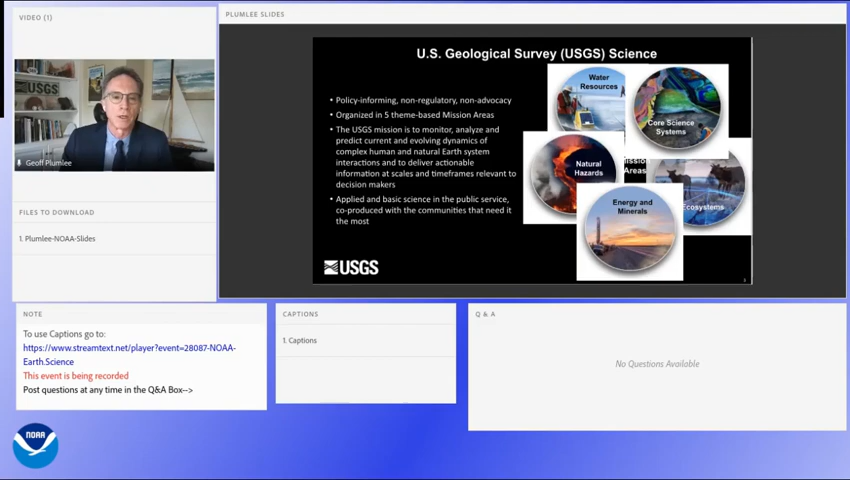 VIDEO (1)
USGS
Geoff Plumlee
FILES TO DOWNLOAD
1. Plumlee-NOAA-Slides
PLUMLEE SLIDES
U.S. Geological Survey (USGS) Science
• Policy-informing, non-regulatory, non-advocacy
• Organized in 5 theme-based Mission Areas
• The USGS mission is to monitor, analyze and
predict current and evolving dynamics of
complex human and natural Earth system
interactions and to deliver actionable
information at scales and timeframes relevant to
decision makers
• Applied and basic science in the public service,
co-produced with the communities that need it
the most
Water
Resources
Core Science
Systems
Natural
Hazards
Areas
Ecosystems
Energy and
Minerals
USGS
NOTE
To use Captions go to:
https://www.streamtext.net/player?event=28087-NOAA-
Earth.Science
This event is being recorded
Post questions at any time in the Q&A Box-->
CAPTIONS
1. Captions
Q & A
No Questions Available
NOAA